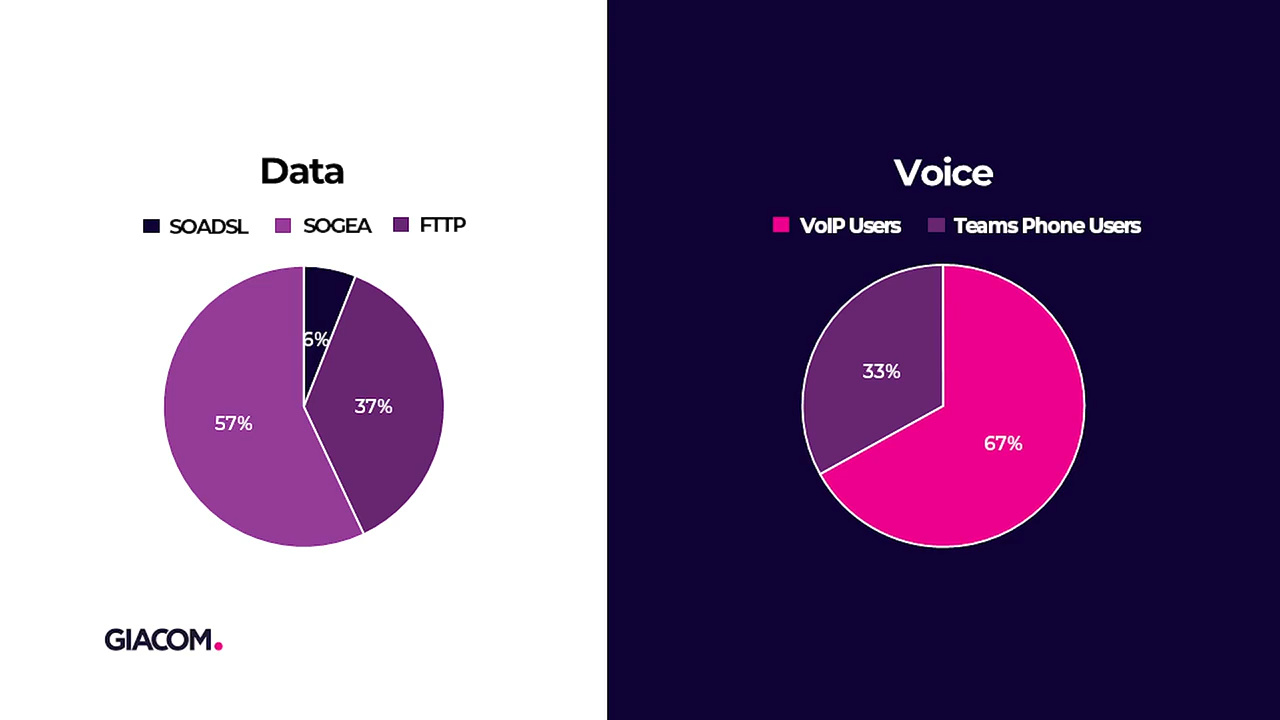 Data
SOADSL SOGEA FTTP
6%
37%
57%
GIACOM.
Voice
VoIP Users Teams Phone Users
33%
67%